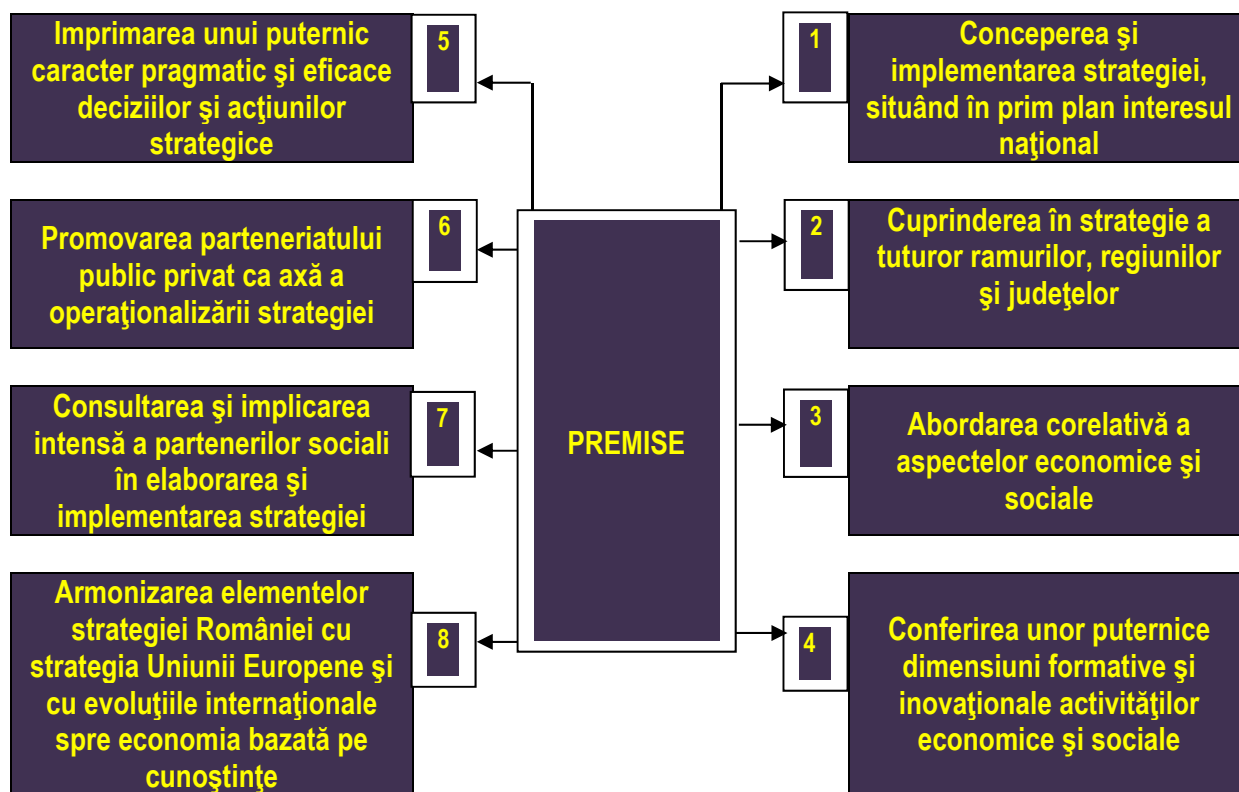 5
Imprimarea unui puternic
caracter pragmatic şi eficace
deciziilor şi acţiunilor
strategice
6
Promovarea parteneriatului
public privat ca axă a
operaţionalizării strategiei
7
Consultarea şi implicarea
intensă a partenerilor sociali
în elaborarea şi
implementarea strategiei
8
Armonizarea elementelor
strategiei României cu
strategia Uniunii Europene şi
cu evoluţiile internaţionale
spre economia bazată pe
cunoştinţe
PREMISE
1
Conceperea şi
implementarea strategiei,
situând în prim plan interesul
naţional
2
Cuprinderea în strategie a
tuturor ramurilor, regiunilor
şi judeţelor
3
Abordarea corelativă a
aspectelor economice şi
sociale
4
Conferirea unor puternice
dimensiuni formative şi
inovaţionale activităţilor
economice şi sociale